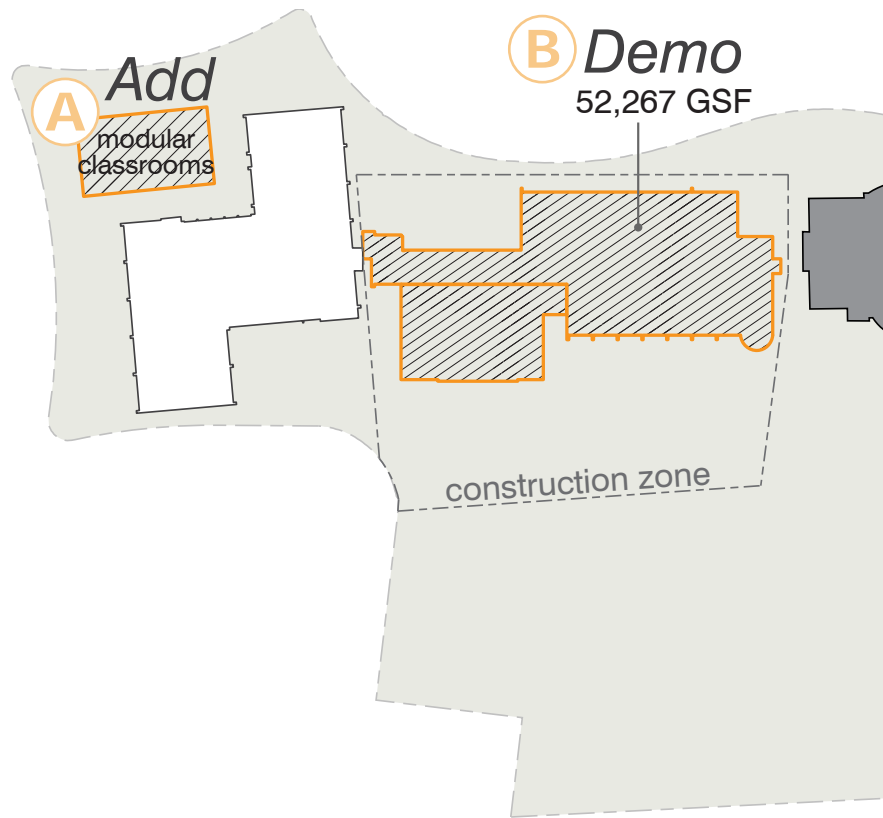 A
Add
modular
classrooms
B
Demo
52,267 GSF
construction zone